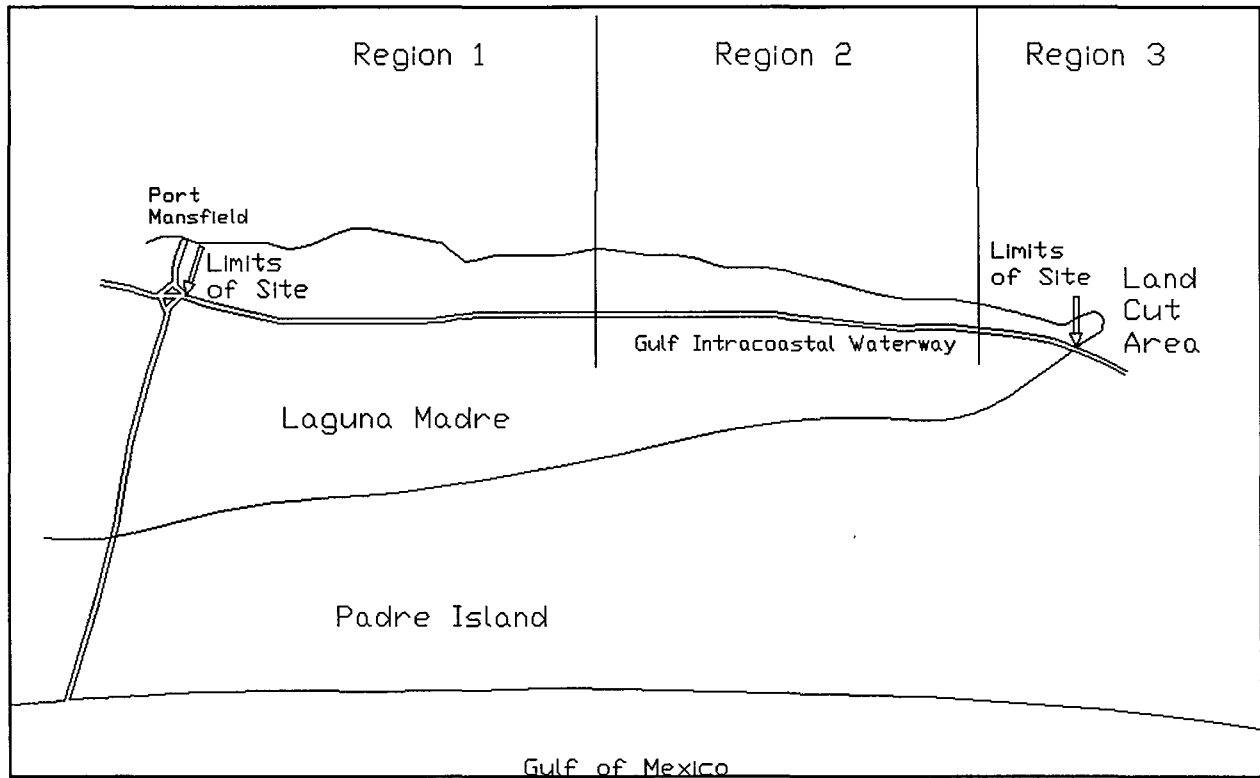 Region 1
Region 2
Region 3
Port
Mansfield
Limits
of Site
Limits
of Site
Land
Cut
Area
Gulf Intracoastal Waterway
Laguna Madre
Padre Island
Gulf of Mexico